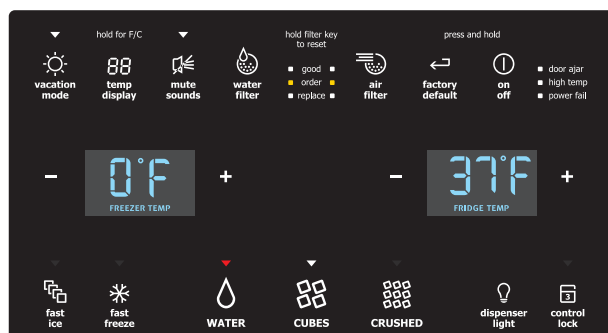 hold for F/C
hold filter key
to reset
press and hold
vacation
mode
88
temp
display
mute
sounds
water
filter
good
order
replace
air
filter
factory
default
on
off
door ajar
high temp
power fail
0°F
FREEZER TEMP
37°F
FRIDGE TEMP
- +
- +
fast
ice
fast
freeze
WATER
CUBES
CRUSHED
dispenser
light
3
control
lock